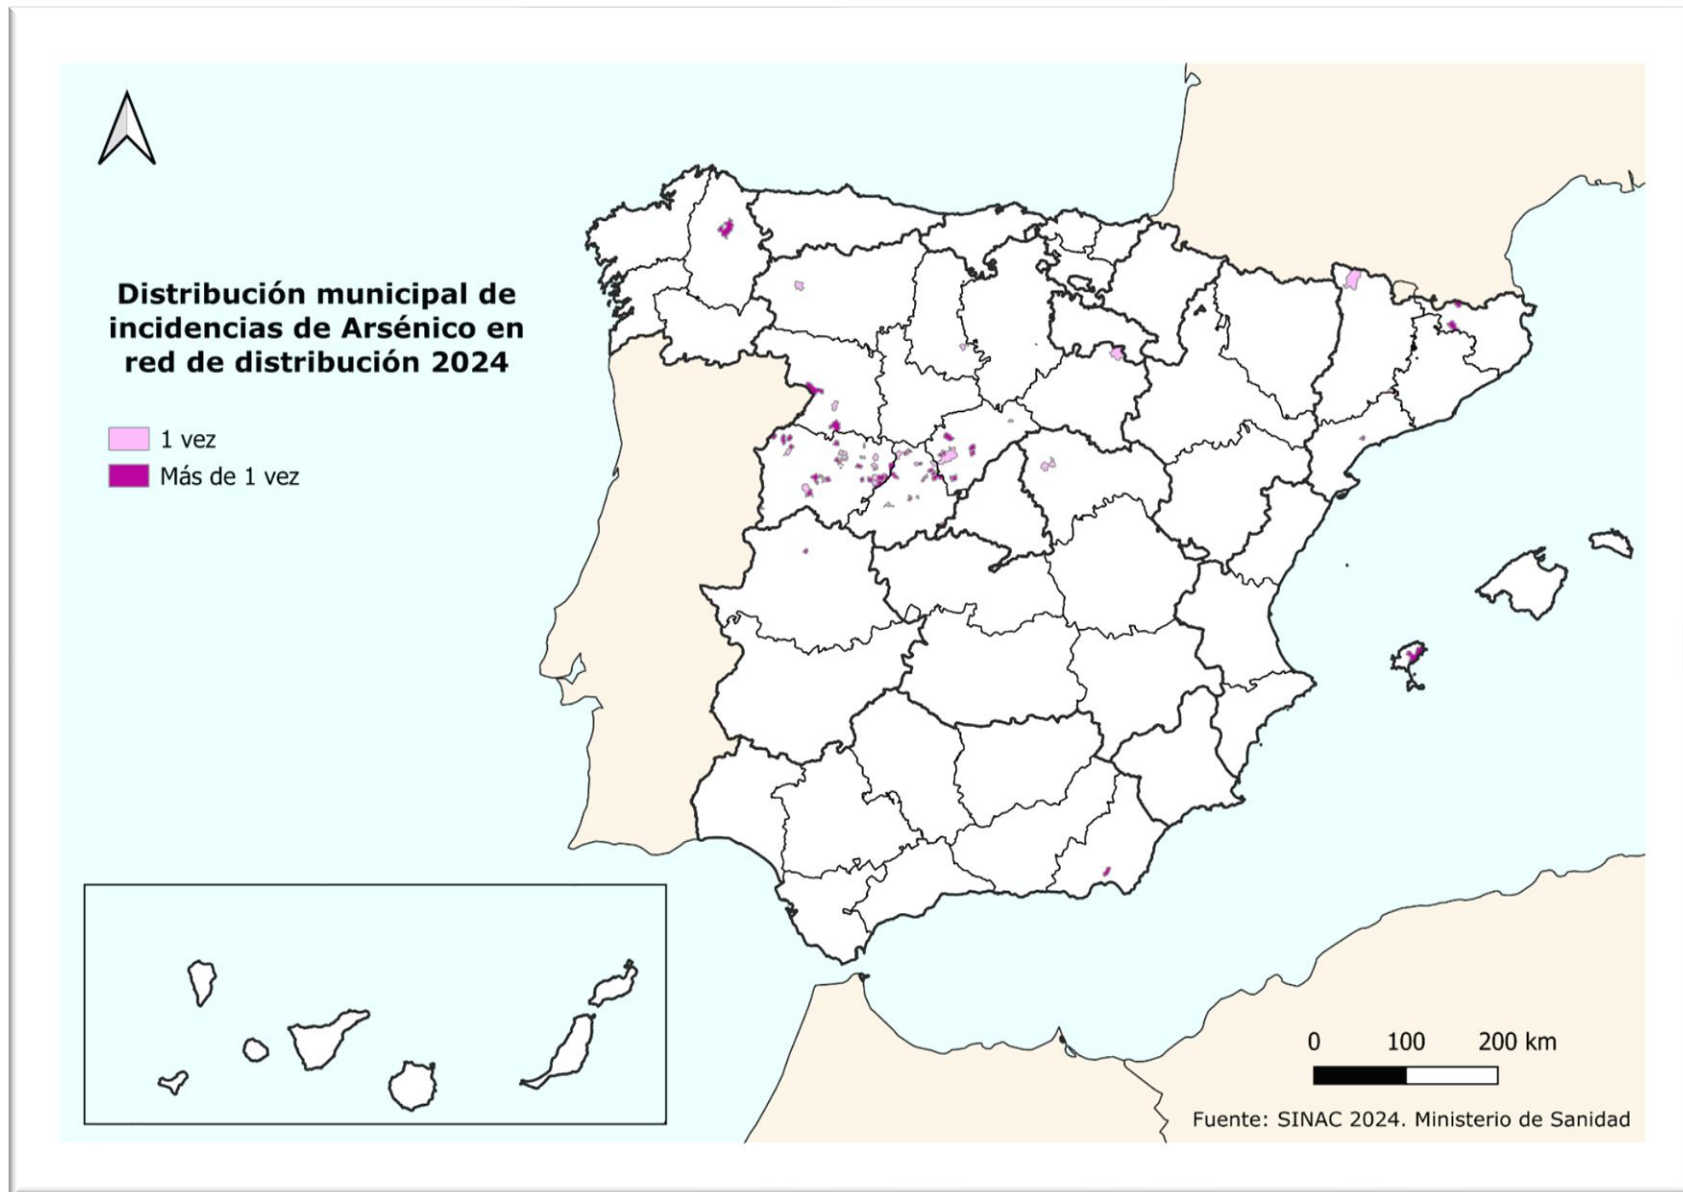 Distribución municipal de
incidencias de Arsénico en
red de distribución 2024
1 vez
Más de 1 vez
0 100 200 km
Fuente: SINAC 2024. Ministerio de Sanidad